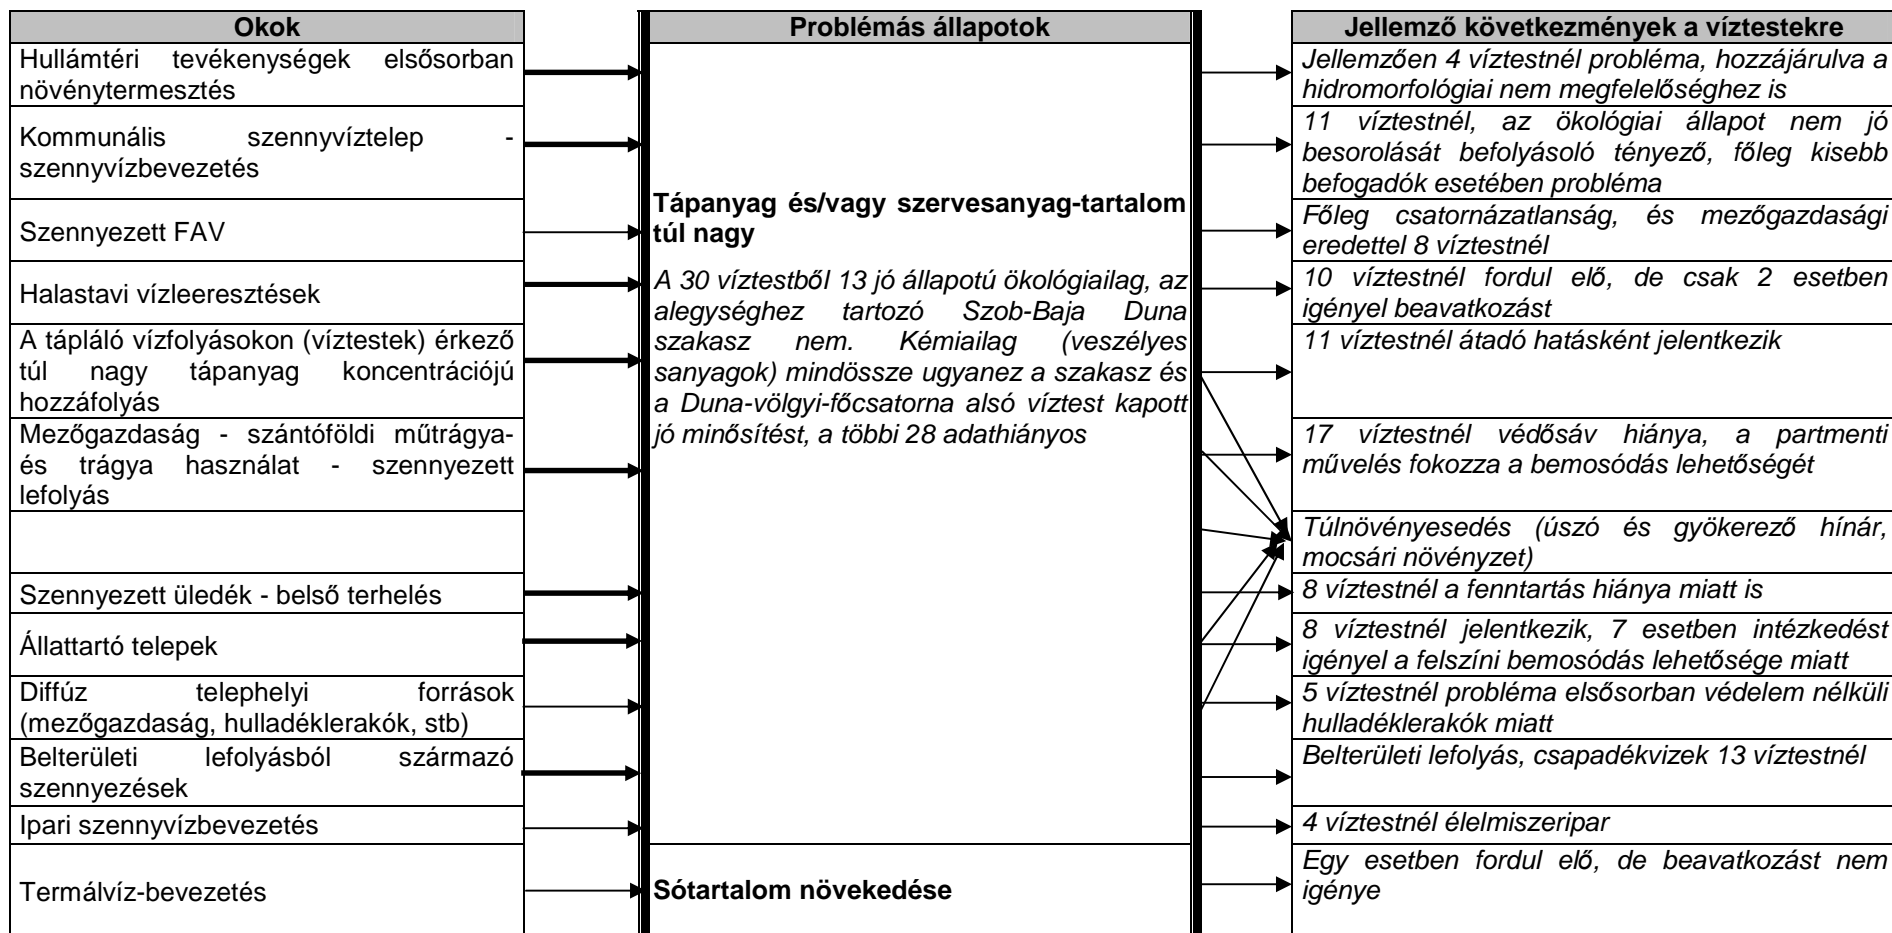 Okok
Hullámtéri tevékenységek elsősorban
növénytermesztés
Kommunális szennyvíztelep -
szennyvízbevezetés
Szennyezett FAV
Halastavi vízleeresztések
A tápláló vízfolyásokon (víztestek) érkező
túl nagy tápanyag koncentrációjú
hozzáfolyás
Mezőgazdaság - szántóföldi műtrágya-
és trágya használat - szennyezett
lefolyás
Szennyezett üledék - belső terhelés
Állattartó telepek
Diffúz telephelyi források
(mezőgazdaság, hulladéklerakók, stb)
Belterületi lefolyásból származó
szennyezések
Ipari szennyvízbevezetés
Termálvíz-bevezetés
Problémás állapotok
Tápanyag és/vagy szervesanyag-tartalom
túl nagy
A 30 víztestből 13 jó állapotú ökológiailag, az
alegységhez tartozó Szob-Baja Duna
szakasz nem. Kémiailag (veszélyes
sanyagok) mindössze ugyanez a szakasz és
a Duna-völgyi-főcsatorna alsó víztest kapott
jó minősítést, a többi 28 adathiányos
Sótartalom növekedése
Jellemző következmények a víztestekre
Jellemzően 4 víztestnél probléma, hozzájárulva a
hidromorfológiai nem megfelelőséghez is
11 víztestnél, az ökológiai állapot nem jó
besorolását befolyásoló tényező, főleg kisebb
befogadók esetében probléma
Főleg csatornázatlanság, és mezőgazdasági
eredettel 8 víztestnél
10 víztestnél fordul elő, de csak 2 esetben
igényel beavatkozást
11 víztestnél átadó hatásként jelentkezik
17 víztestnél védősáv hiánya, a partmenti
művelés fokozza a bemosódás lehetőségét
Túlnövényesedés (úszó és gyökerező hínár,
mocsári növényzet)
8 víztestnél a fenntartás hiánya miatt is
8 víztestnél jelentkezik, 7 esetben intézkedést
igényel a felszíni bemosódás lehetősége miatt
5 víztestnél probléma elsősorban védelem nélküli
hulladéklerakók miatt
Belterületi lefolyás, csapadékvizek 13 víztestnél
4 víztestnél élelmiszeripar
Egy esetben fordul elő, de beavatkozást nem
igénye